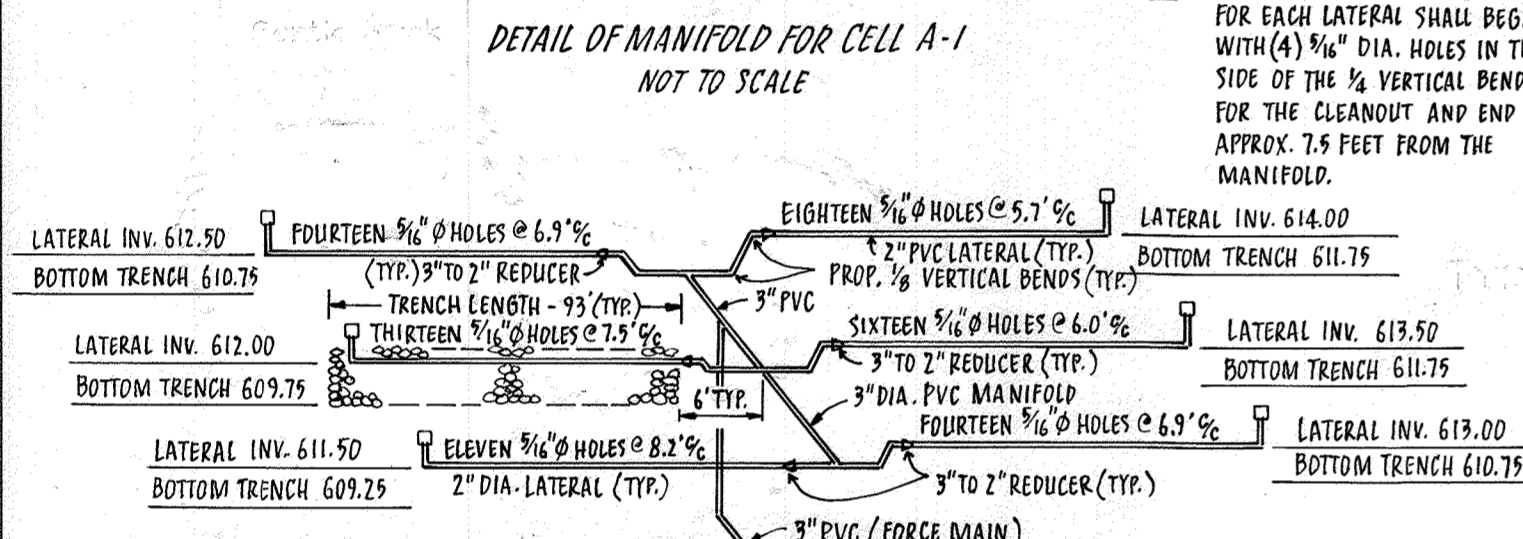 DETAIL OF MANIFOLD FOR CELL A-1
NOT TO SCALE
FOR EACH LATERAL SHALL BEG
WITH (4) 5/16" DIA. HOLES IN T
SIDE OF THE 1/4 VERTICAL BEND
FOR THE CLEANOUT AND END
APPROX. 7.5 FEET FROM THE
MANIFOLD.
LATERAL INV. 612.50
BOTTOM TRENCH 610.75
FOURTEEN 5/16" Ø HOLES @ 6.9' C/C
(TYP.) 3" TO 2" REDUCER
EIGHTEEN 5/16" Ø HOLES @ 5.7' C/C
2" PVC LATERAL (TYP.)
PROP. 1/8 VERTICAL BENDS (TYP.)
LATERAL INV. 614.00
BOTTOM TRENCH 611.75
TRENCH LENGTH - 93' (TYP.)
3" PVC
LATERAL INV. 612.00
BOTTOM TRENCH 609.75
THIRTEEN 5/16" Ø HOLES @ 7.5' C/C
SIXTEEN 5/16" Ø HOLES @ 6.0' C/C
3" TO 2" REDUCER (TYP.)
LATERAL INV. 613.50
BOTTOM TRENCH 611.75
6' TYP.
3" DIA. PVC MANIFOLD
LATERAL INV. 611.50
BOTTOM TRENCH 609.25
ELEVEN 5/16" Ø HOLES @ 8.2' C/C
2" DIA. LATERAL (TYP.)
FOURTEEN 5/16" Ø HOLES @ 6.9' C/C
3" TO 2" REDUCER (TYP.)
LATERAL INV. 613.00
BOTTOM TRENCH 610.75
3" PVC (FORCE MAIN)